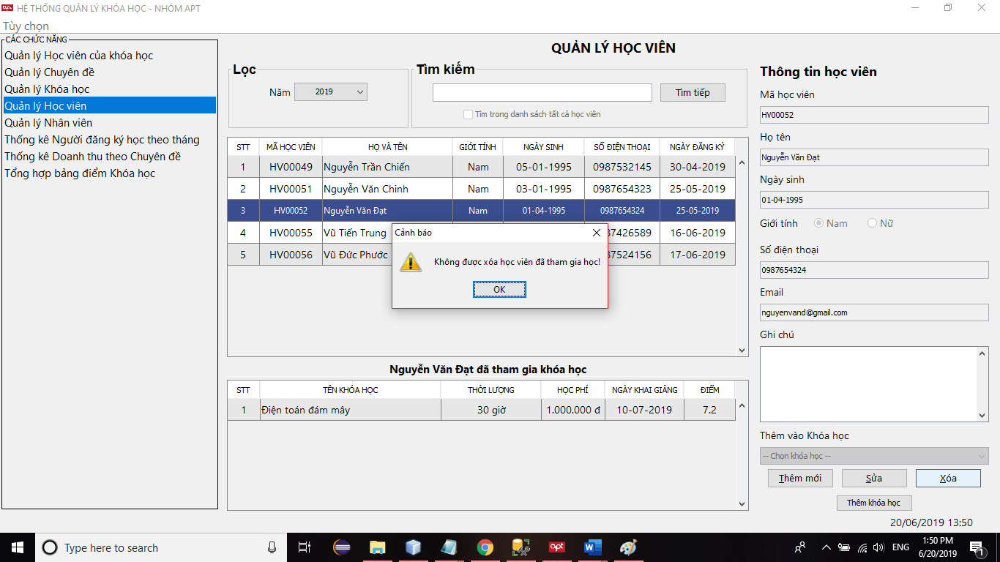 apt HỆ THỐNG QUẢN LÝ KHÓA HỌC - NHÓM APT
Tùy chọn
CÁC CHỨC NĂNG
Quản lý Học viên của khóa học
Quản lý Chuyên đề
Quản lý Khóa học
Quản lý Học viên
Quản lý Nhân viên
Thống kê Người đăng ký học theo tháng
Thống kê Doanh thu theo Chuyên đề
Tổng hợp bảng điểm Khóa học
QUẢN LÝ HỌC VIÊN
Lọc
Năm 2019
Tìm kiếm
Tìm tiếp
Tìm trong danh sách tất cả học viên
STT MÃ HỌC VIÊN HỌ VÀ TÊN GIỚI TÍNH NGÀY SINH SỐ ĐIỆN THOẠI NGÀY ĐĂNG KÝ
1 HV00049 Nguyễn Trần Chiến Nam 05-01-1995 0987532145 30-04-2019
2 HV00051 Nguyễn Văn Chinh Nam 03-01-1995 0987654323 25-05-2019
3 HV00052 Nguyễn Văn Đạt Nam 01-04-1995 0987654324 25-05-2019
4 HV00055 Vũ Tiến Trung 87426589 16-06-2019
5 HV00056 Vũ Đức Phước 87524156 17-06-2019
Cảnh báo
Không được xóa học viên đã tham gia học!
OK
Nguyễn Văn Đạt đã tham gia khóa học
STT TÊN KHÓA HỌC THỜI LƯỢNG HỌC PHÍ NGÀY KHAI GIẢNG ĐIỂM
1 Điện toán đám mây 30 giờ 1.000.000 đ 10-07-2019 7.2
Thông tin học viên
Mã học viên
HV00052
Họ tên
Nguyễn Văn Đạt
Ngày sinh
01-04-1995
Giới tính Nam Nữ
Số điện thoại
0987654324
Email
nguyenvand@gmail.com
Ghi chú
Thêm vào Khóa học
-- Chọn khóa học --
Thêm mới Sửa Xóa
Thêm khóa học
20/06/2019 13:50
Type here to search
apt
W
ENG
1:50 PM
6/20/2019
1